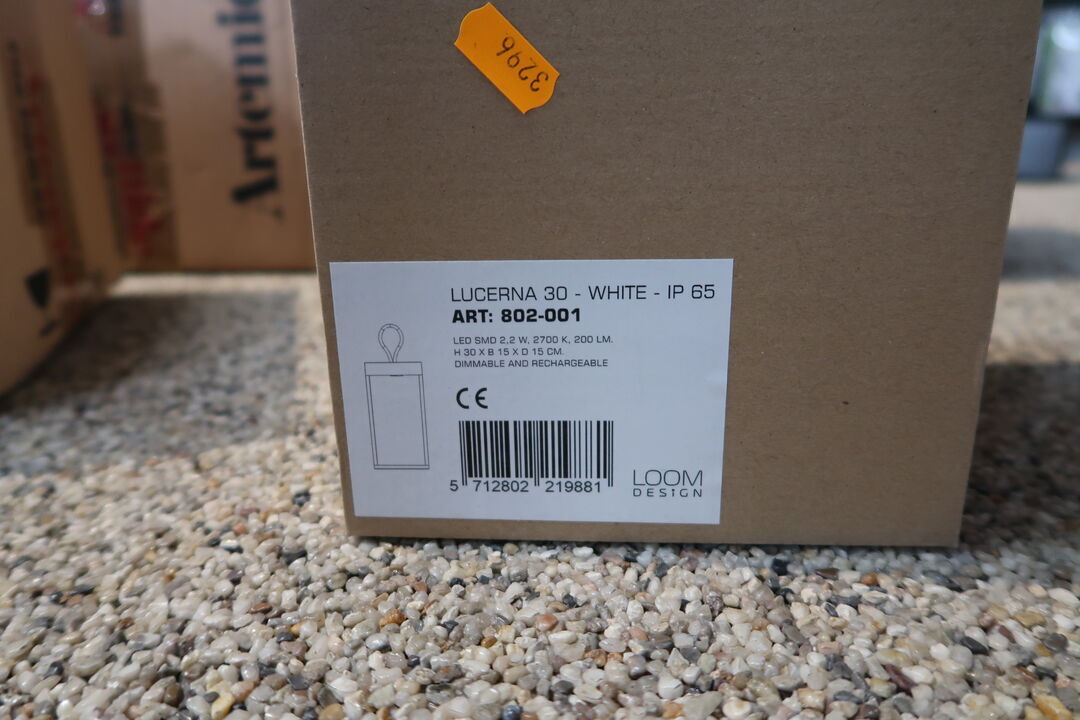 3296
Artemi
LUCERNA 30 - WHITE - IP 65
ART: 802-001
LED SMD 2,2 W, 2700 K, 200 LM.
H 30 X B 15 X D 15 CM.
DIMMABLE AND RECHARGEABLE
CE
5 712802 219881
LOOM
DESIGN